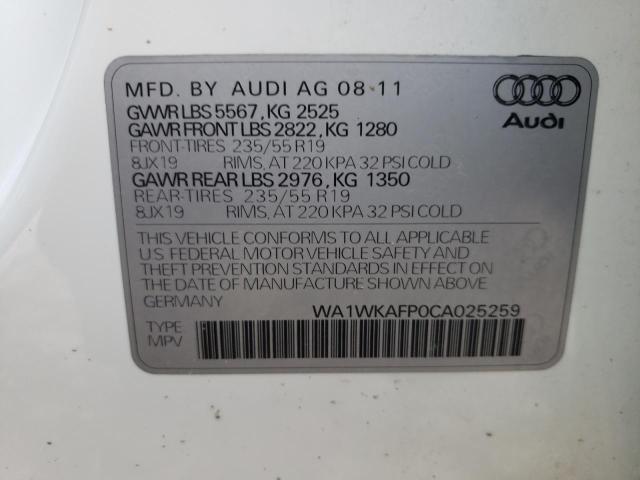 MFD. BY AUDI AG 08-11
GVWR LBS 5567, KG 2525
GAWR FRONT LBS 2822, KG 1280
FRONT-TIRES 235/55 R19
8JX19 RIMS, AT 220 KPA 32 PSI COLD
GAWR REAR LBS 2976, KG 1350
REAR-TIRES 235/55 R19
8JX19 RIMS, AT 220 KPA 32 PSI COLD
Audi
THIS VEHICLE CONFORMS TO ALL APPLICABLE
U.S. FEDERAL MOTOR VEHICLE SAFETY AND
THEFT PREVENTION STANDARDS IN EFFECT ON
THE DATE OF MANUFACTURE SHOWN ABOVE
GERMANY WA1WKAFP0CA025259
TYPE
MPV